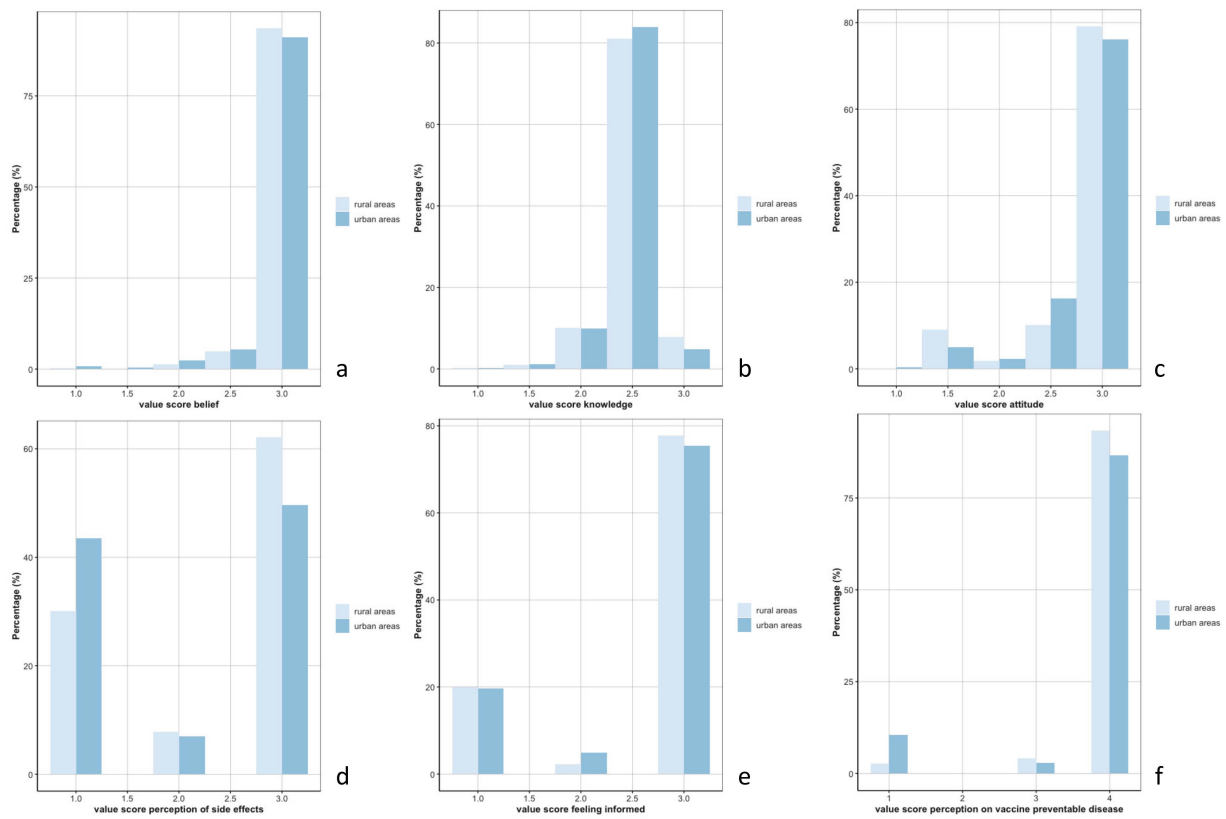 Percentage (%)
75
50
25
0
1.0 1.5 2.0 2.5 3.0
value score belief
rural areas
urban areas
a
Percentage (%)
80
60
40
20
0
1.0 1.5 2.0 2.5 3.0
value score knowledge
rural areas
urban areas
b
Percentage (%)
80
60
40
20
0
1.0 1.5 2.0 2.5 3.0
value score attitude
rural areas
urban areas
c
Percentage (%)
60
40
20
0
1.0 1.5 2.0 2.5 3.0
value score perception of side effects
rural areas
urban areas
d
Percentage (%)
80
60
40
20
0
1.0 1.5 2.0 2.5 3.0
value score feeling informed
rural areas
urban areas
e
Percentage (%)
75
50
25
0
1 2 3 4
value score perception on vaccine preventable disease
rural areas
urban areas
f